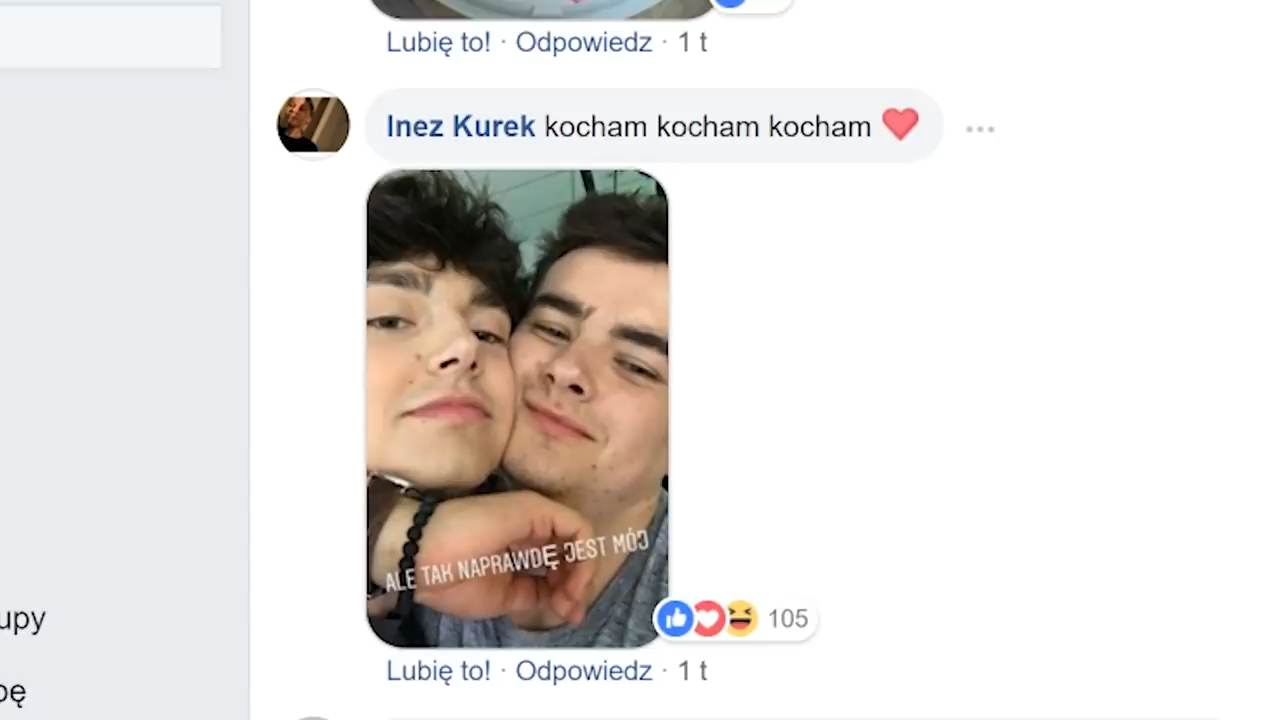 Lubię to! · Odpowiedz · 1 t
Inez Kurek kocham kocham kocham ❤
ALE TAK NAPRAWDĘ JEST MÓJ
105
upy
Lubię to! · Odpowiedz · 1 t